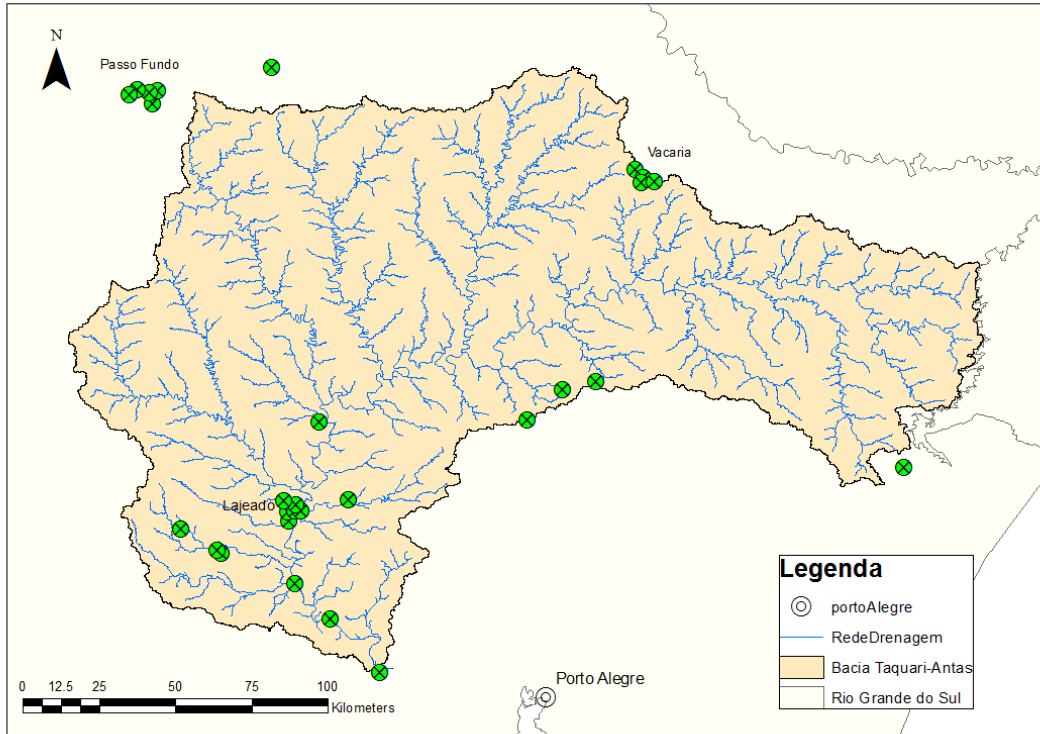 N
Passo Fundo
Vacaria
Lajeado
Legenda
portoAlegre
RedeDrenagem
Bacia Taquari-Antas
Rio Grande do Sul
Porto Alegre
0 12.5 25 50 75 100
Kilometers